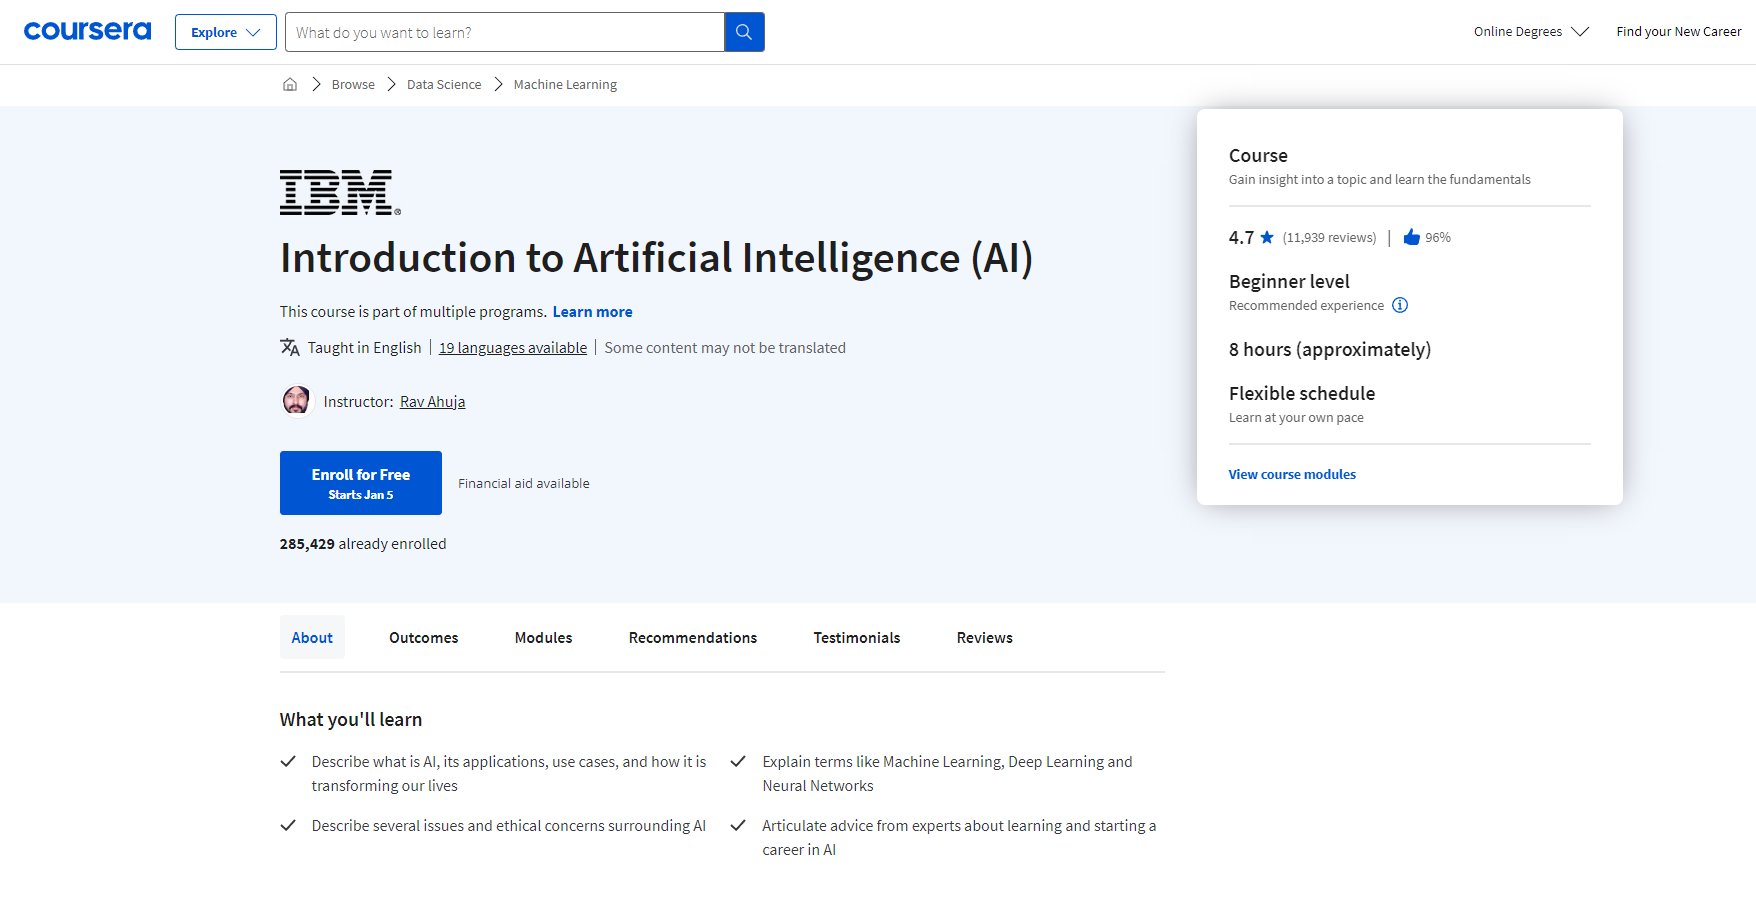 coursera
Explore
What do you want to learn?
Online Degrees
Find your New Career
Browse
Data Science
Machine Learning
IBM®
Introduction to Artificial Intelligence (AI)
This course is part of multiple programs. Learn more
Taught in English | 19 languages available | Some content may not be translated
Instructor: Rav Ahuja
Enroll for Free
Starts Jan 5
Financial aid available
285,429 already enrolled
Course
Gain insight into a topic and learn the fundamentals
4.7 (11,939 reviews) | 96%
Beginner level
Recommended experience
8 hours (approximately)
Flexible schedule
Learn at your own pace
View course modules
About
Outcomes
Modules
Recommendations
Testimonials
Reviews
What you'll learn
Describe what is AI, its applications, use cases, and how it is
transforming our lives
Explain terms like Machine Learning, Deep Learning and
Neural Networks
Describe several issues and ethical concerns surrounding AI
Articulate advice from experts about learning and starting a
career in AI